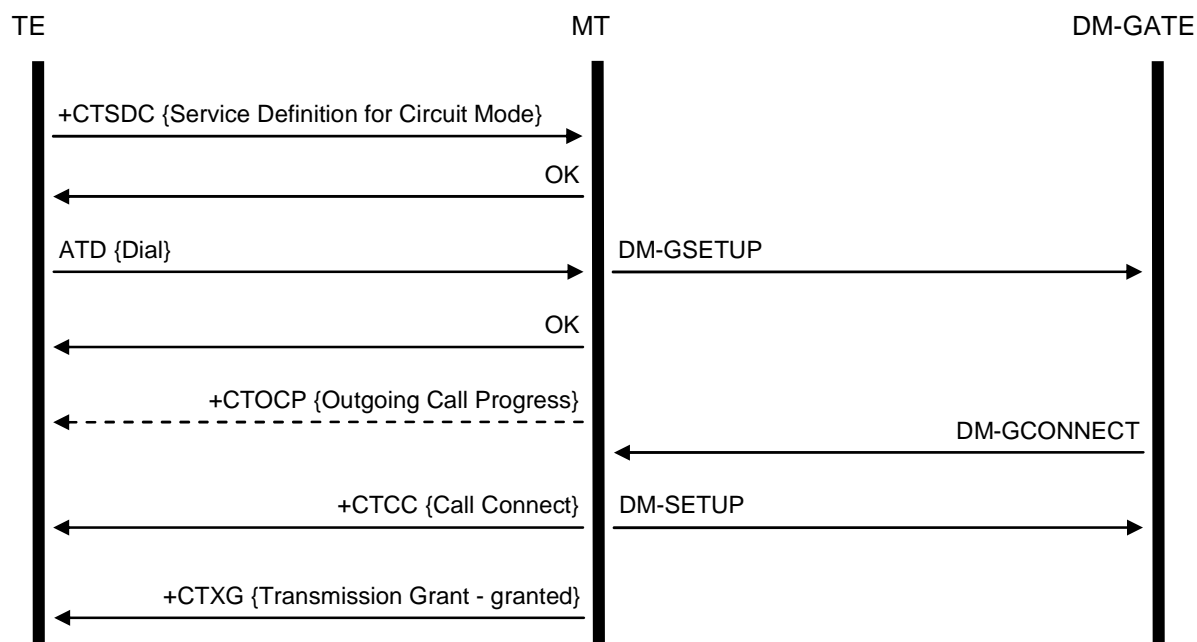 TE
MT
DM-GATE
+CTSDC {Service Definition for Circuit Mode}
OK
ATD {Dial}
DM-GSETUP
OK
+CTOCP {Outgoing Call Progress}
DM-GCONNECT
+CTCC {Call Connect}
DM-SETUP
+CTXG {Transmission Grant - granted}